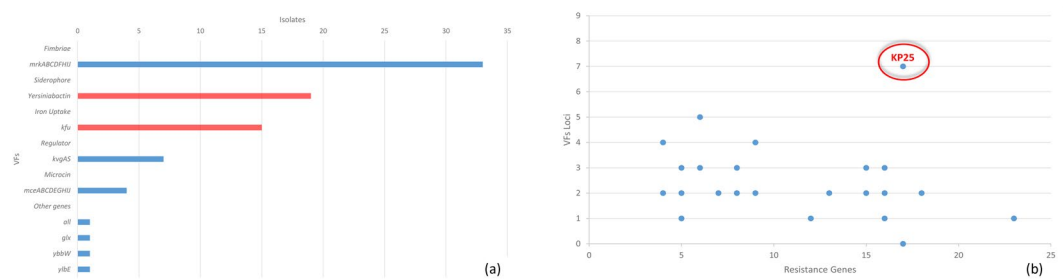 Isolates
0 5 10 15 20 25 30 35
Fimbriae
mrkABCDFHIJ
Siderophore
Yersiniabactin
Iron Uptake
kfu
Regulator
kvgAS
Microcin
mceABCDEGHIJ
Other genes
all
glx
ybbW
ylbE
VFs
(a)
9
8
7
6
5
4
3
2
1
0
VFs Loci
KP25
5 10 15 20 25
Resistance Genes
(b)